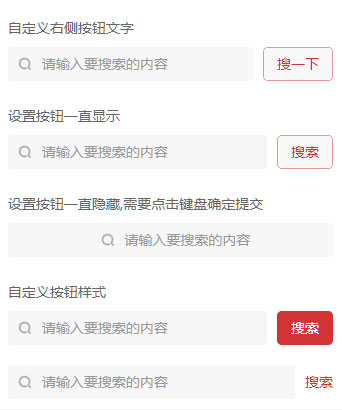 自定义右侧按钮文字
请输入要搜索的内容 搜一下
设置按钮一直显示
请输入要搜索的内容 搜索
设置按钮一直隐藏,需要点击键盘确定提交
请输入要搜索的内容
自定义按钮样式
请输入要搜索的内容 搜索
请输入要搜索的内容 搜索